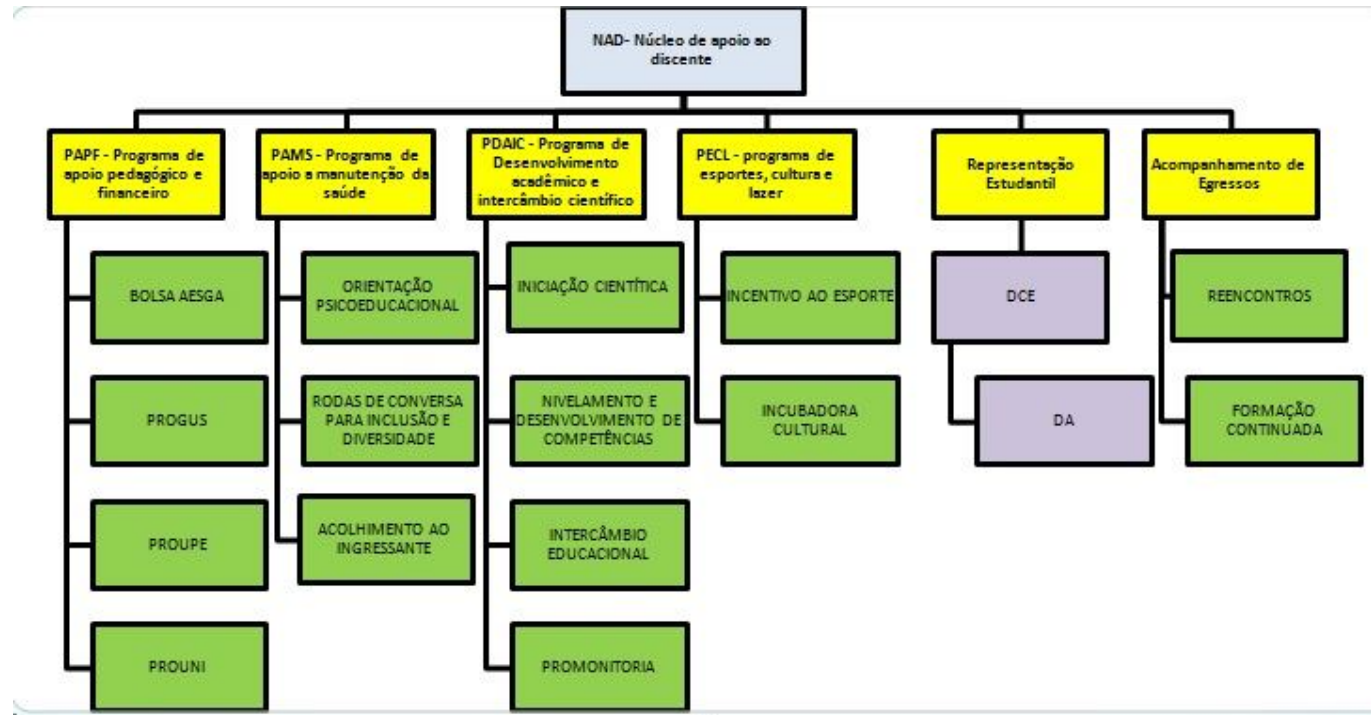 NAD- Núcleo de apoio ao
discente
PAPF - Programa de
apoio pedagógico e
financeiro
PAMS - Programa de
apoio a manutenção da
saúde
PDAIC - Programa de
Desenvolvimento
acadêmico e
intercâmbio científico
PECL - programa de
esportes, cultura e
lazer
Representação
Estudantil
Acompanhamento de
Egressos
BOLSA AESGA
ORIENTAÇÃO
PSICOEDUCACIONAL
INICIAÇÃO CIENTÍTICA
INCENTIVO AO ESPORTE
DCE
REENCONTROS
PROGUS
RODAS DE CONVERSA
PARA INCLUSÃO E
DIVERSIDADE
NIVELAMENTO E
DESENVOLVIMENTO DE
COMPETÊNCIAS
INCUBADORA
CULTURAL
DA
FORMAÇÃO
CONTINUADA
PROUPE
ACOLHIMENTO AO
INGRESSANTE
INTERCÂMBIO
EDUCACIONAL
PROUNI
PROMONITORIA